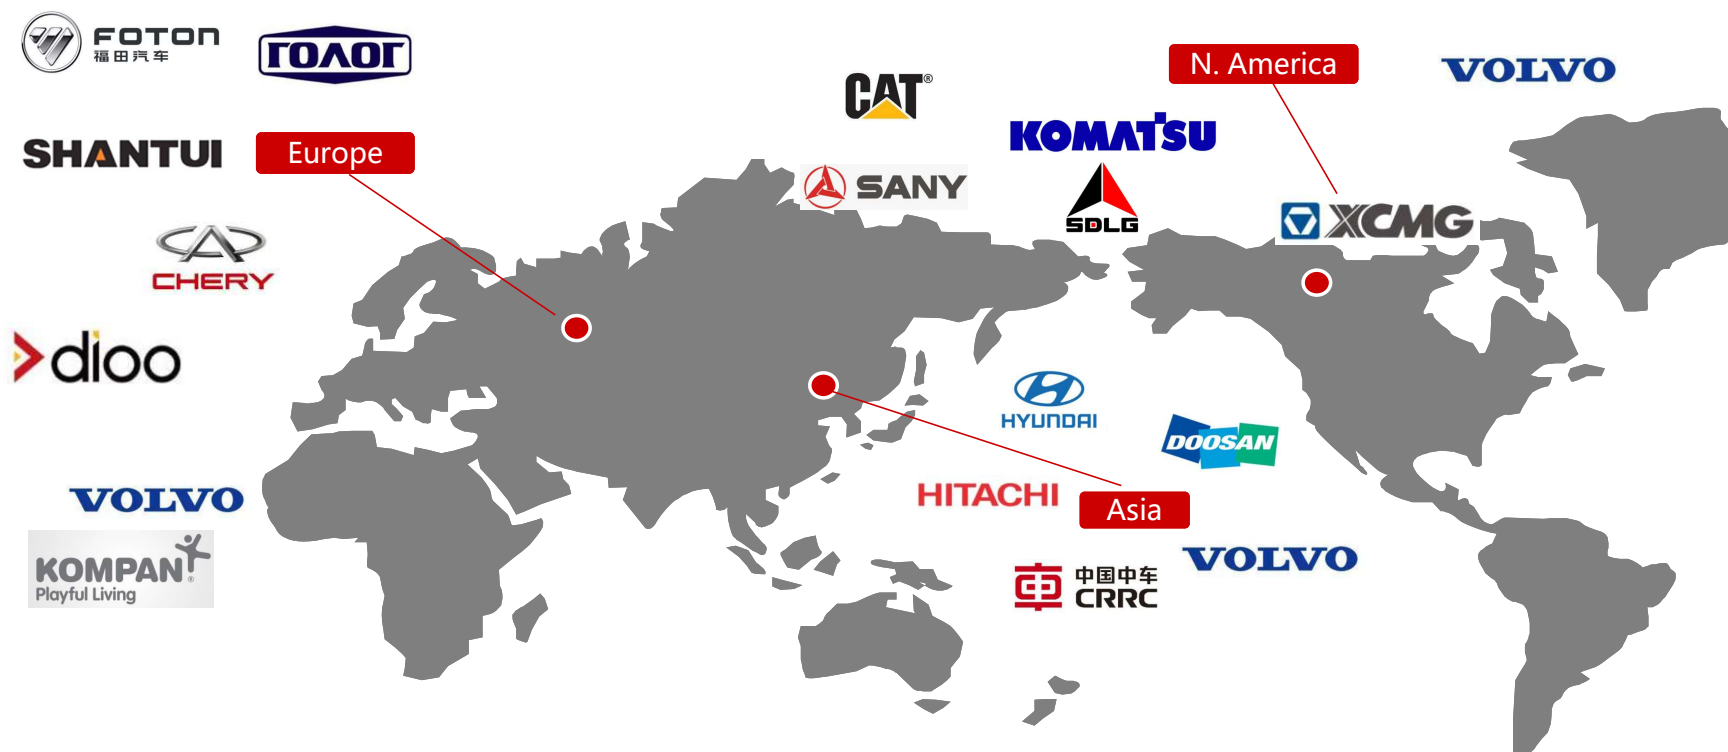 FOTON
福田汽车
ГОЛОГ
N. America
VOLVO
CAT®
KOMATSU
SHANTUI
Europe
SANY
SDLG
XCMG
CHERY
dioo
HYUNDAI
DOOSAN
HITACHI
Asia
VOLVO
KOMPAN®
Playful Living
VOLVO
中国中车
CRRC